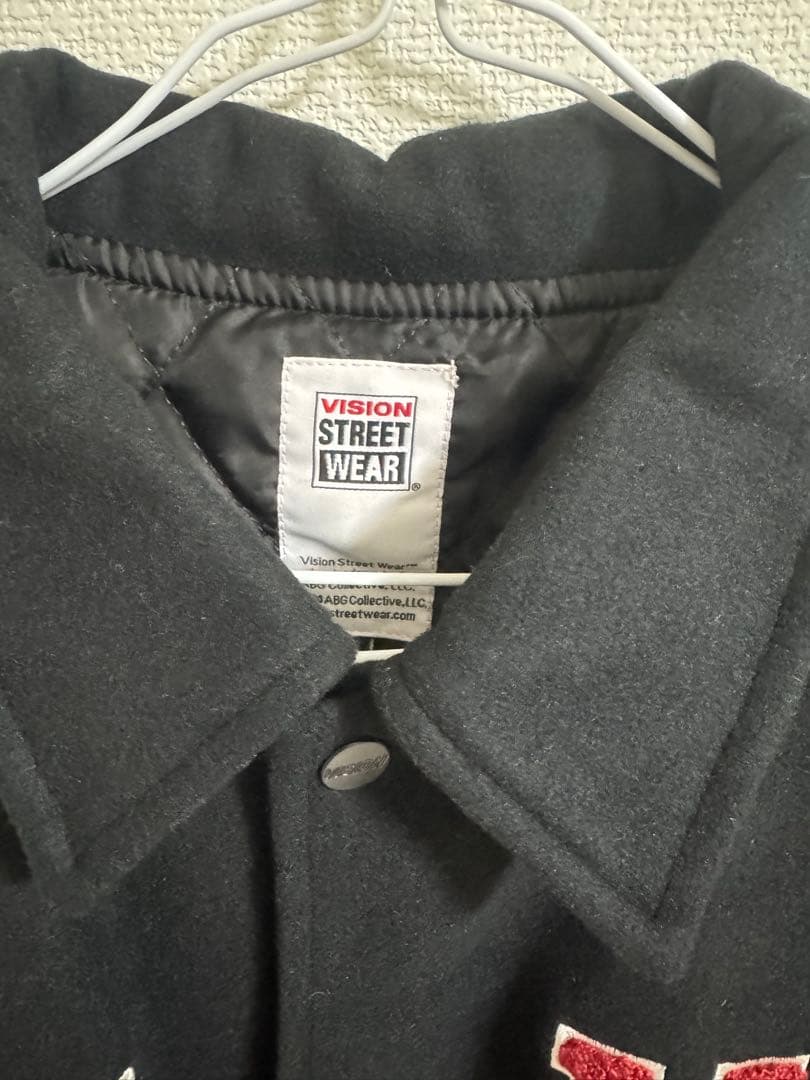 VISION
STREET
WEAR
®
Vision Street Wear™
ABG Collective, LLC.
ABG Collective, LLC.
streetwear.com